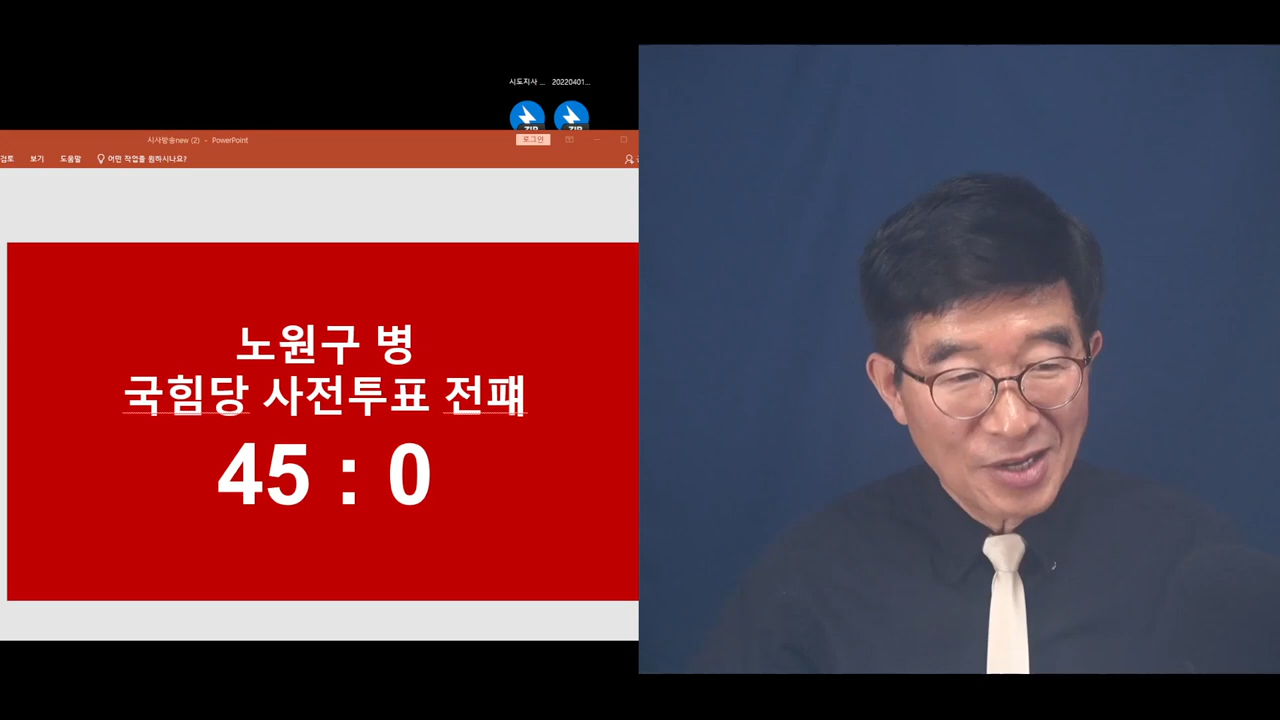 시도지사 ... 20220401...
ZIP ZIP
시사방송new (2) - PowerPoint
로그인
검토 보기 도움말 어떤 작업을 원하시나요?
노원구 병
국힘당 사전투표 전패
45 : 0